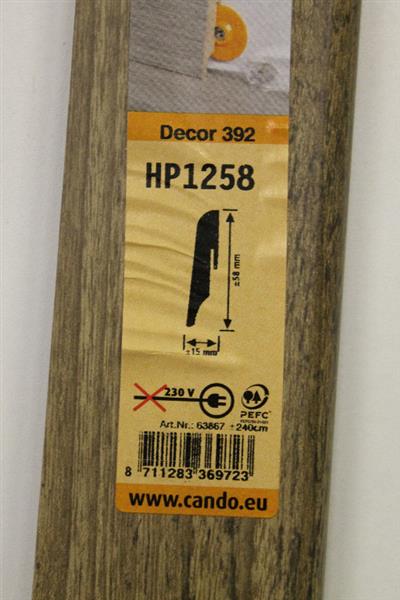 Decor 392
HP1258
±58 mm
±15 mm
230 V
PEFC
Art.Nr.: 63867 ±240cm
8 711283 369723
www.cando.eu